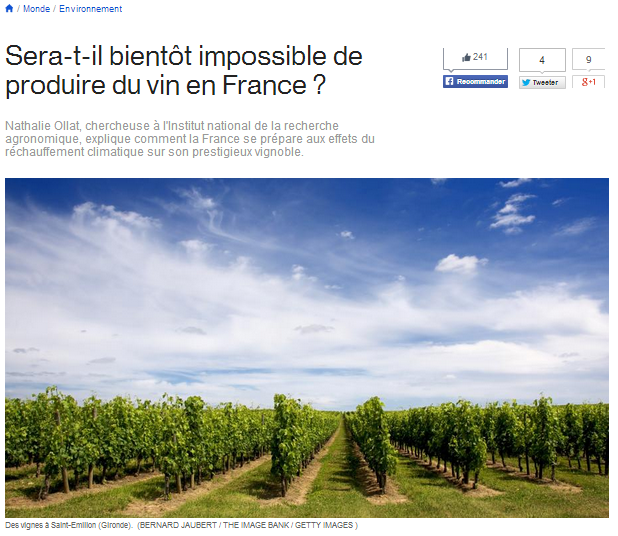 / Monde / Environnement
Sera-t-il bientôt impossible de
produire du vin en France ?
241
4
9
Recommander
Tweeter
g+1
Nathalie Ollat, chercheuse à l'Institut national de la recherche
agronomique, explique comment la France se prépare aux effets du
réchauffement climatique sur son prestigieux vignoble.
Des vignes à Saint-Emilion (Gironde). (BERNARD JAUBERT / THE IMAGE BANK / GETTY IMAGES )